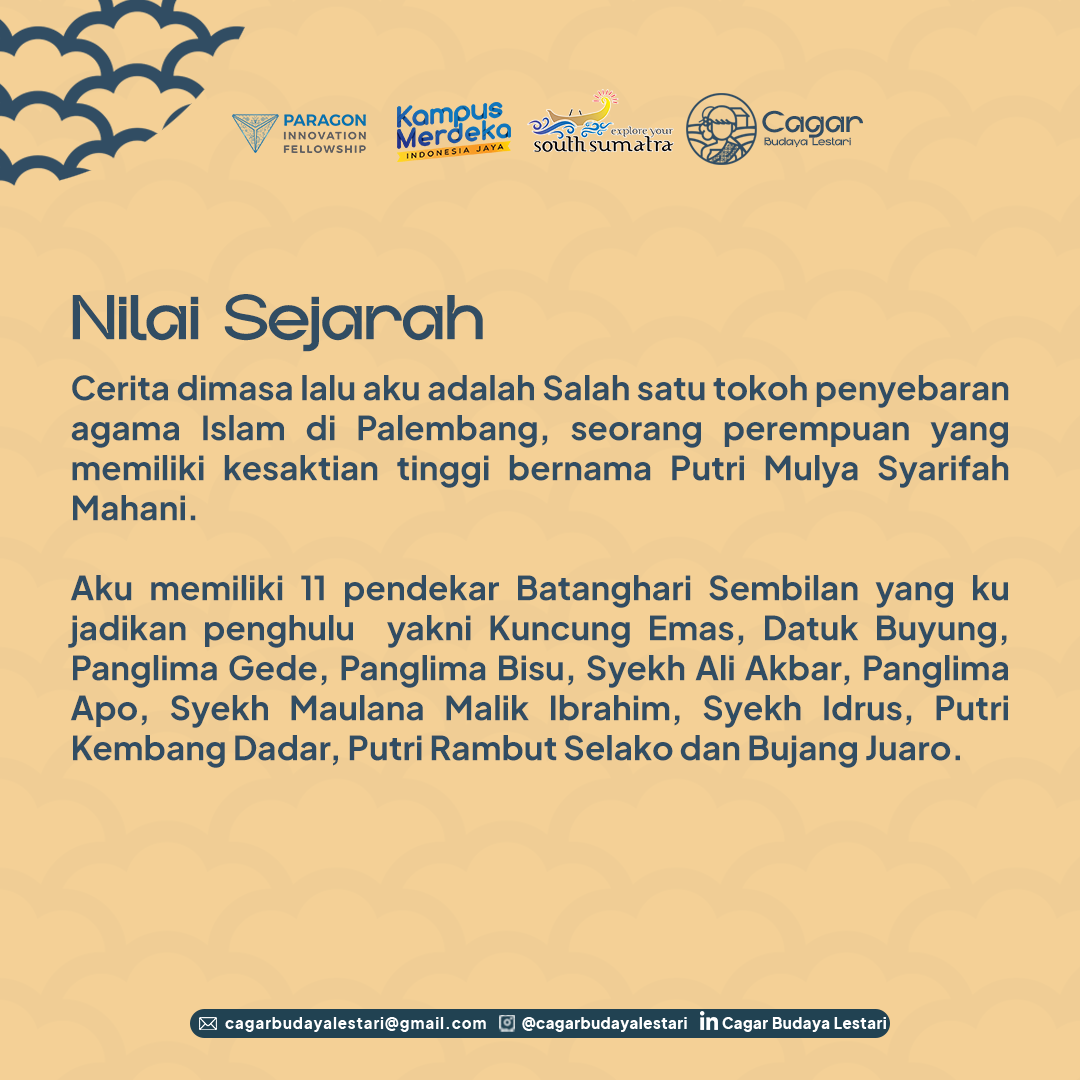 PARAGON
INNOVATION
FELLOWSHIP
Kampus
Merdeka
INDONESIA JAYA
explore your
south sumatra
Cagar
Budaya Lestari
Nilai Sejarah
Cerita dimasa lalu aku adalah Salah satu tokoh penyebaran
agama Islam di Palembang, seorang perempuan yang
memiliki kesaktian tinggi bernama Putri Mulya Syarifah
Mahani.
Aku memiliki 11 pendekar Batanghari Sembilan yang ku
jadikan penghulu yakni Kuncung Emas, Datuk Buyung,
Panglima Gede, Panglima Bisu, Syekh Ali Akbar, Panglima
Apo, Syekh Maulana Malik Ibrahim, Syekh Idrus, Putri
Kembang Dadar, Putri Rambut Selako dan Bujang Juaro.
cagarbudayalestari@gmail.com @cagarbudayalestari in Cagar Budaya Lestari